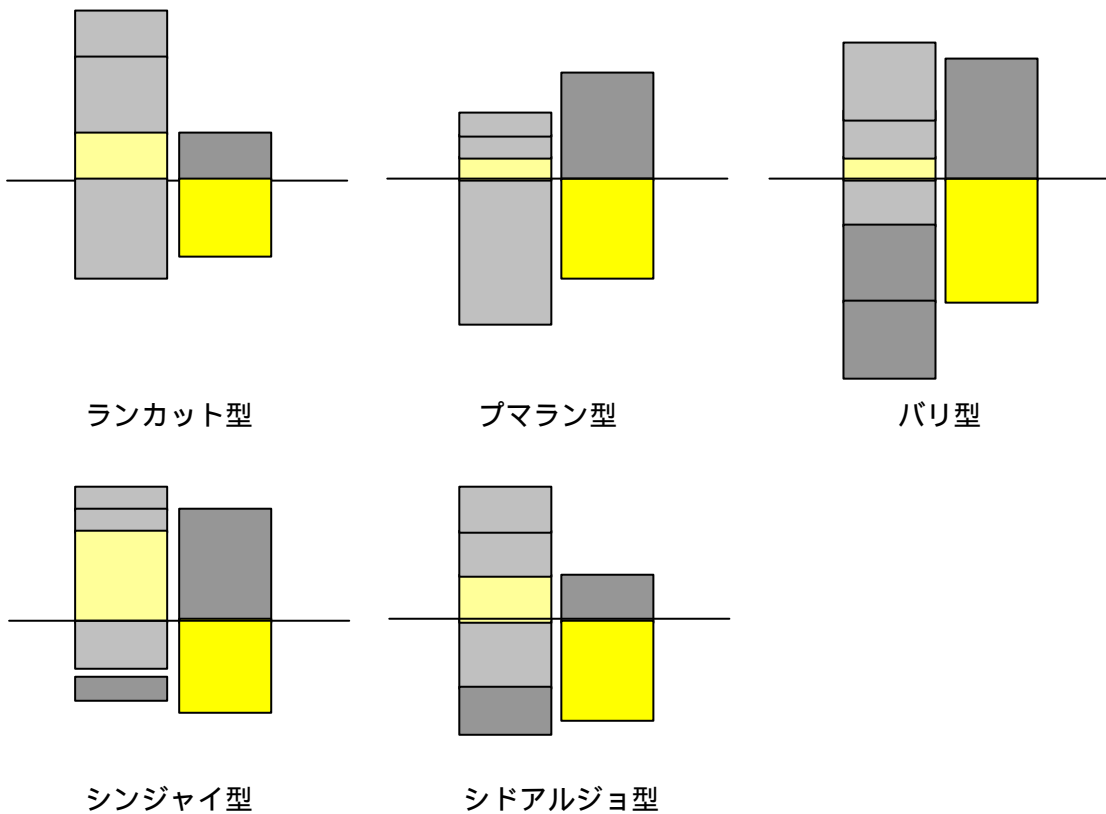 ランカット型
プマラン型
バリ型
シンジャイ型
シドアルジョ型